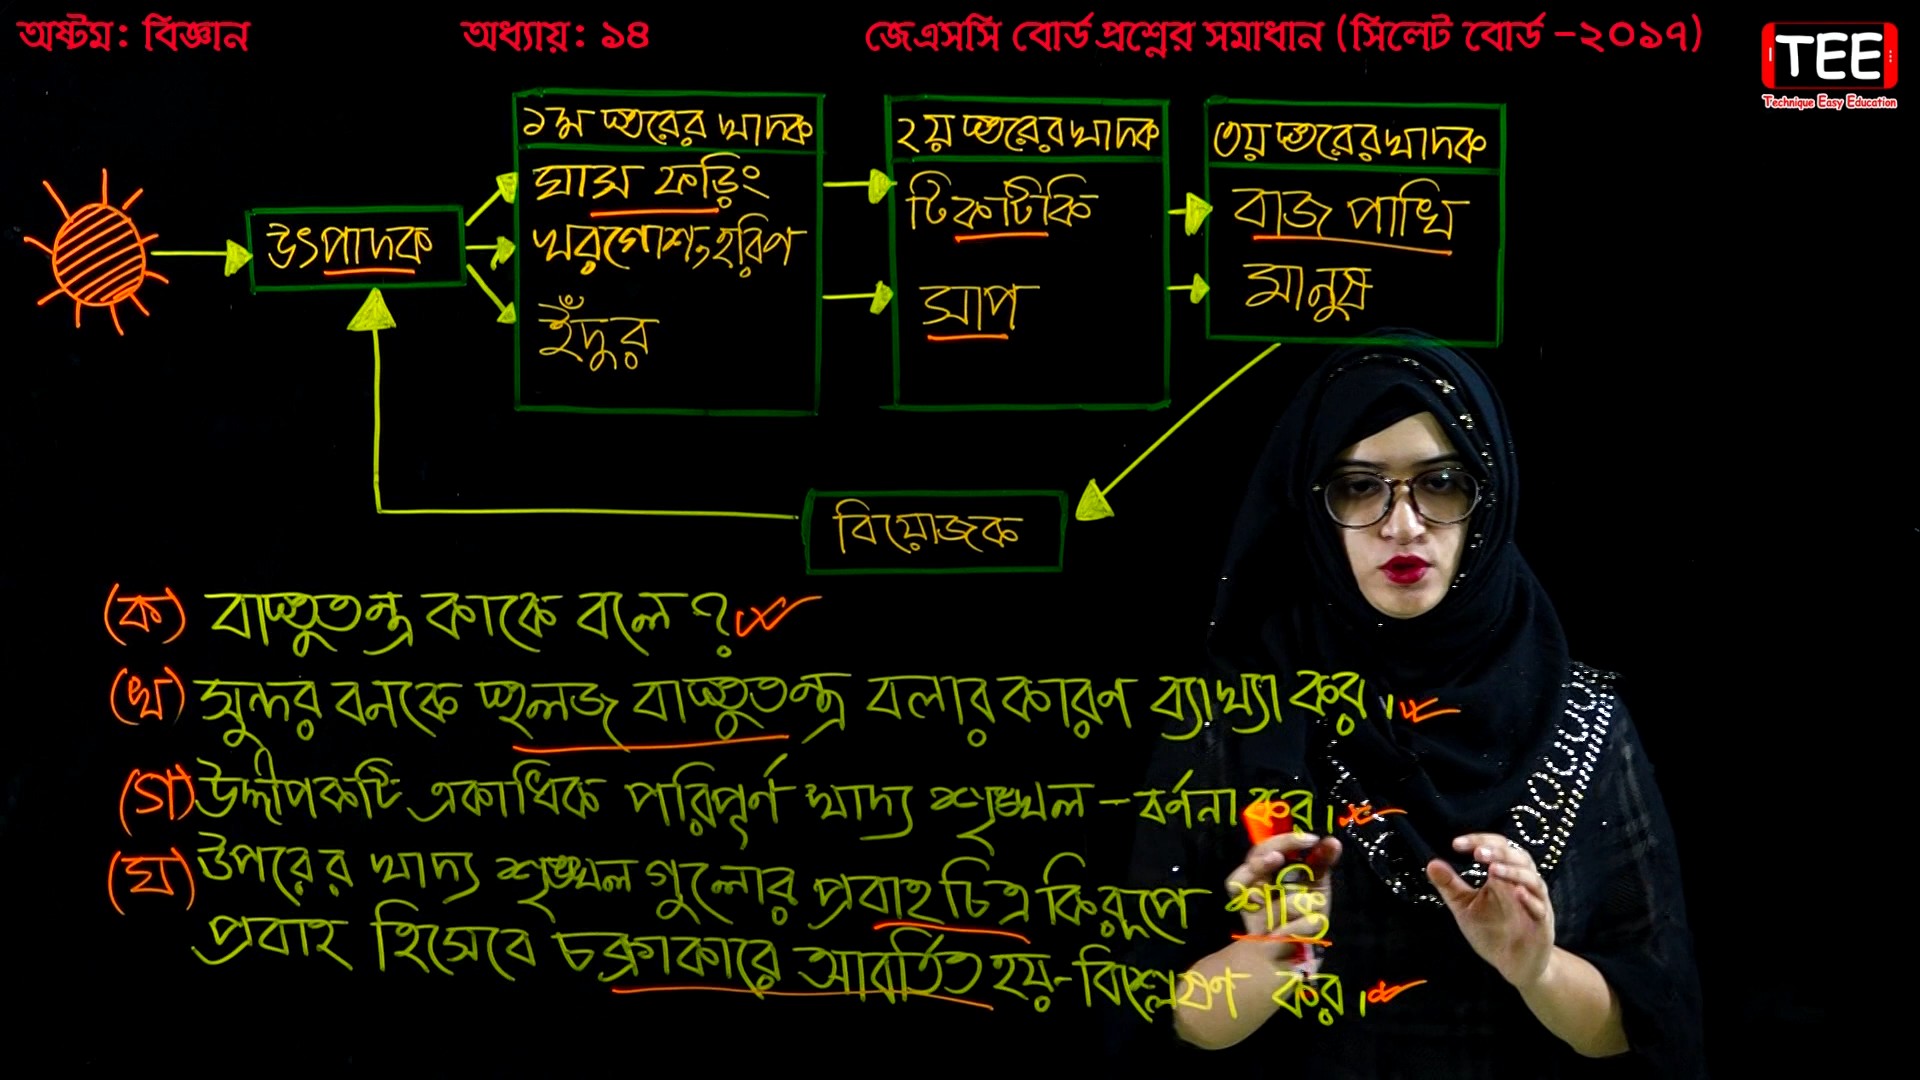 অষ্টম: বিজ্ঞান
অধ্যায়: ১৪
জেএসসি বোর্ড প্রশ্নের সমাধান (সিলেট বোর্ড -২০১৭)
TEE
Technique Easy Education
১ম স্তরের খাদক
ঘাস ফড়িং
খরগোশ, হরিণ
ইঁদুর
২য় স্তরের খাদক
টিকটিকি
সাপ
৩য় স্তরের খাদক
বাজ পাখি
মানুষ
উৎপাদক
বিয়োজক
(ক) বাস্তুতন্ত্র কাকে বলে?
(খ) সুন্দর বনকে স্থলজ বাস্তুতন্ত্র বলার কারণ ব্যাখ্যা কর।
(গ) উদ্দীপকটি একাধিক পরিপূর্ণ খাদ্য শৃঙ্খল - বর্ণনা কর।
(ঘ) উপরের খাদ্য শৃঙ্খল গুলোর প্রবাহ চিত্র কিরূপে শক্তি
প্রবাহ হিসেবে চক্রাকারে আবর্তিত হয়-বিশ্লেষণ কর।